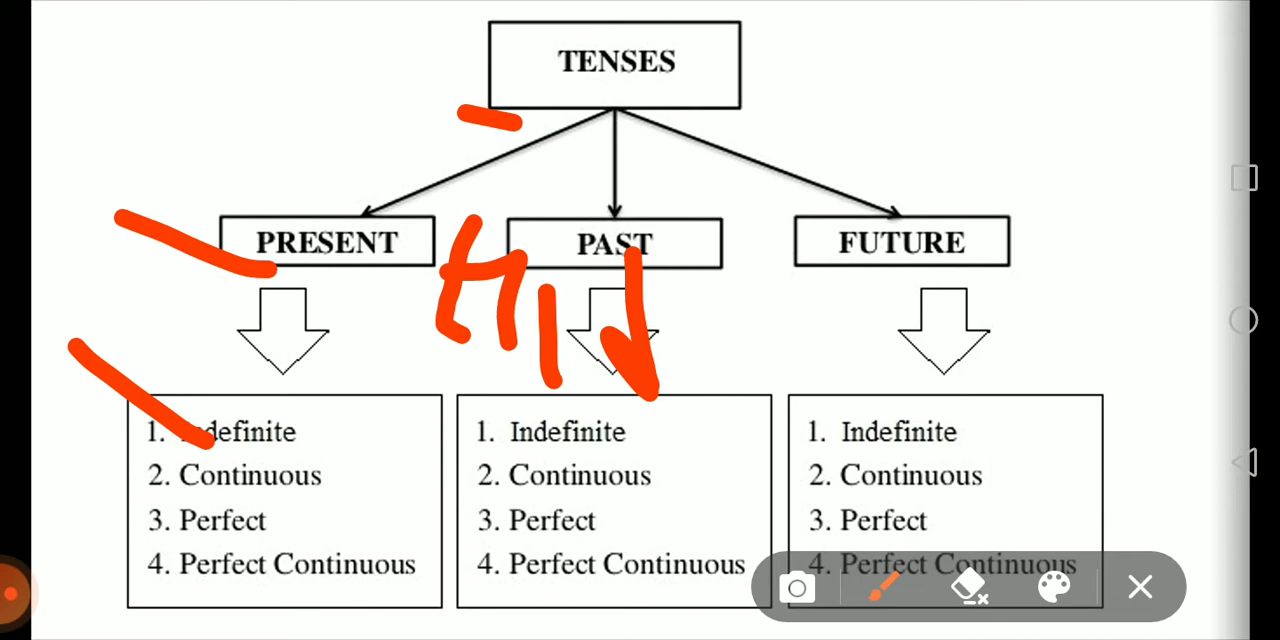 TENSES
PRESENT
PAST
FUTURE
1. Indefinite
2. Continuous
3. Perfect
4. Perfect Continuous
1. Indefinite
2. Continuous
3. Perfect
4. Perfect Continuous
1. Indefinite
2. Continuous
3. Perfect
4. Perfect Continuous